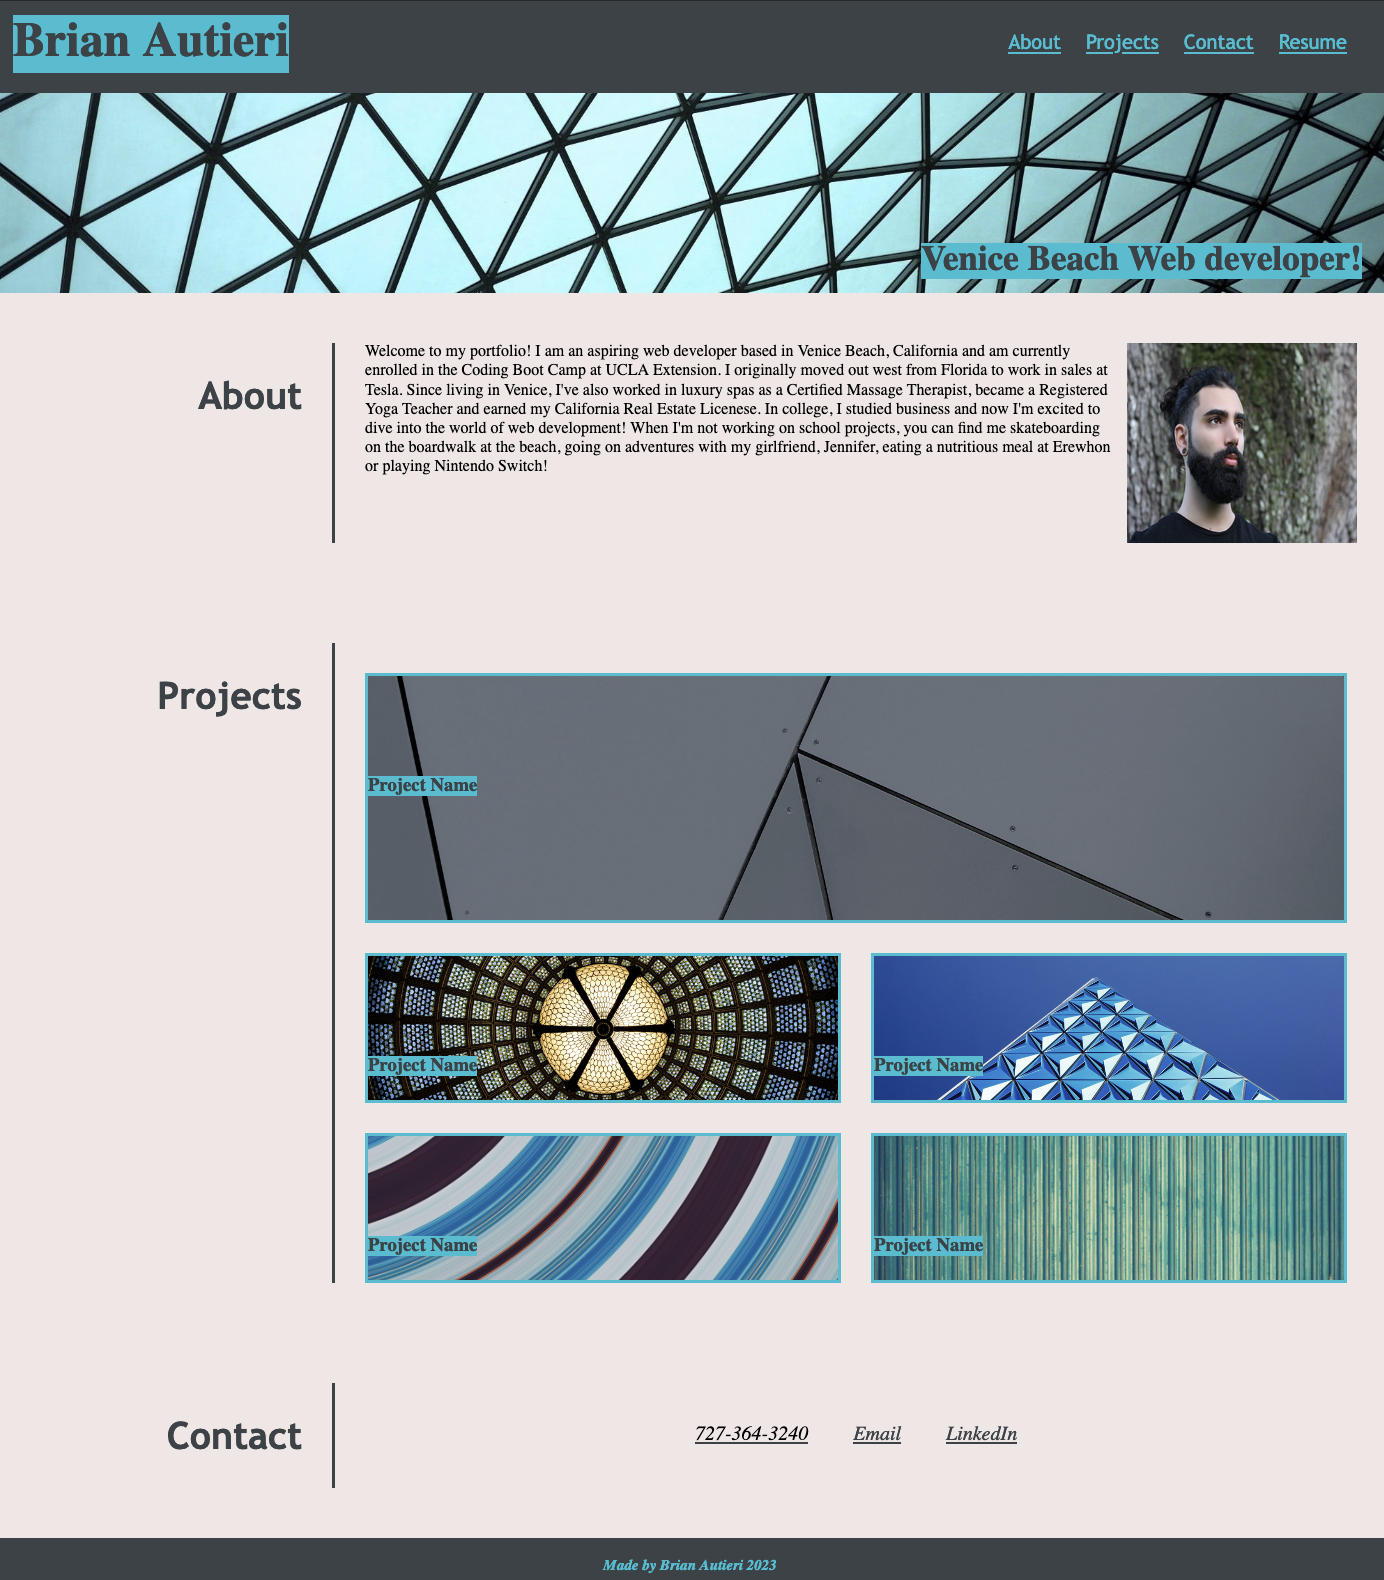 Brian Autieri
About Projects Contact Resume
Venice Beach Web developer!
About
Welcome to my portfolio! I am an aspiring web developer based in Venice Beach, California and am currently
enrolled in the Coding Boot Camp at UCLA Extension. I originally moved out west from Florida to work in sales at
Tesla. Since living in Venice, I've also worked in luxury spas as a Certified Massage Therapist, became a Registered
Yoga Teacher and earned my California Real Estate Licenese. In college, I studied business and now I'm excited to
dive into the world of web development! When I'm not working on school projects, you can find me skateboarding
on the boardwalk at the beach, going on adventures with my girlfriend, Jennifer, eating a nutritious meal at Erewhon
or playing Nintendo Switch!
Projects
Project Name
Project Name
Project Name
Project Name
Project Name
Contact
727-364-3240 Email LinkedIn
Made by Brian Autieri 2023